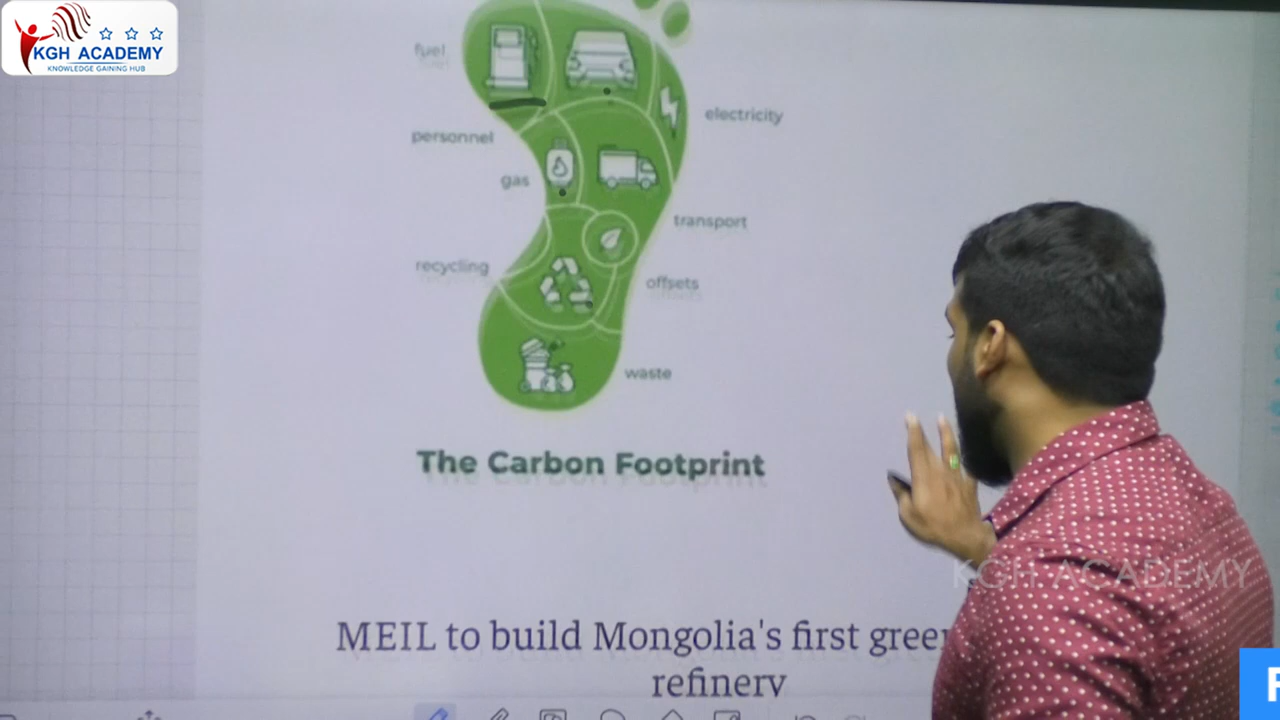 KGH ACADEMY
KNOWLEDGE GAINING HUB
fuel
electricity
personnel
gas
transport
recycling
offsets
waste
The Carbon Footprint
KGH ACADEMY
MEIL to build Mongolia's first
refinery